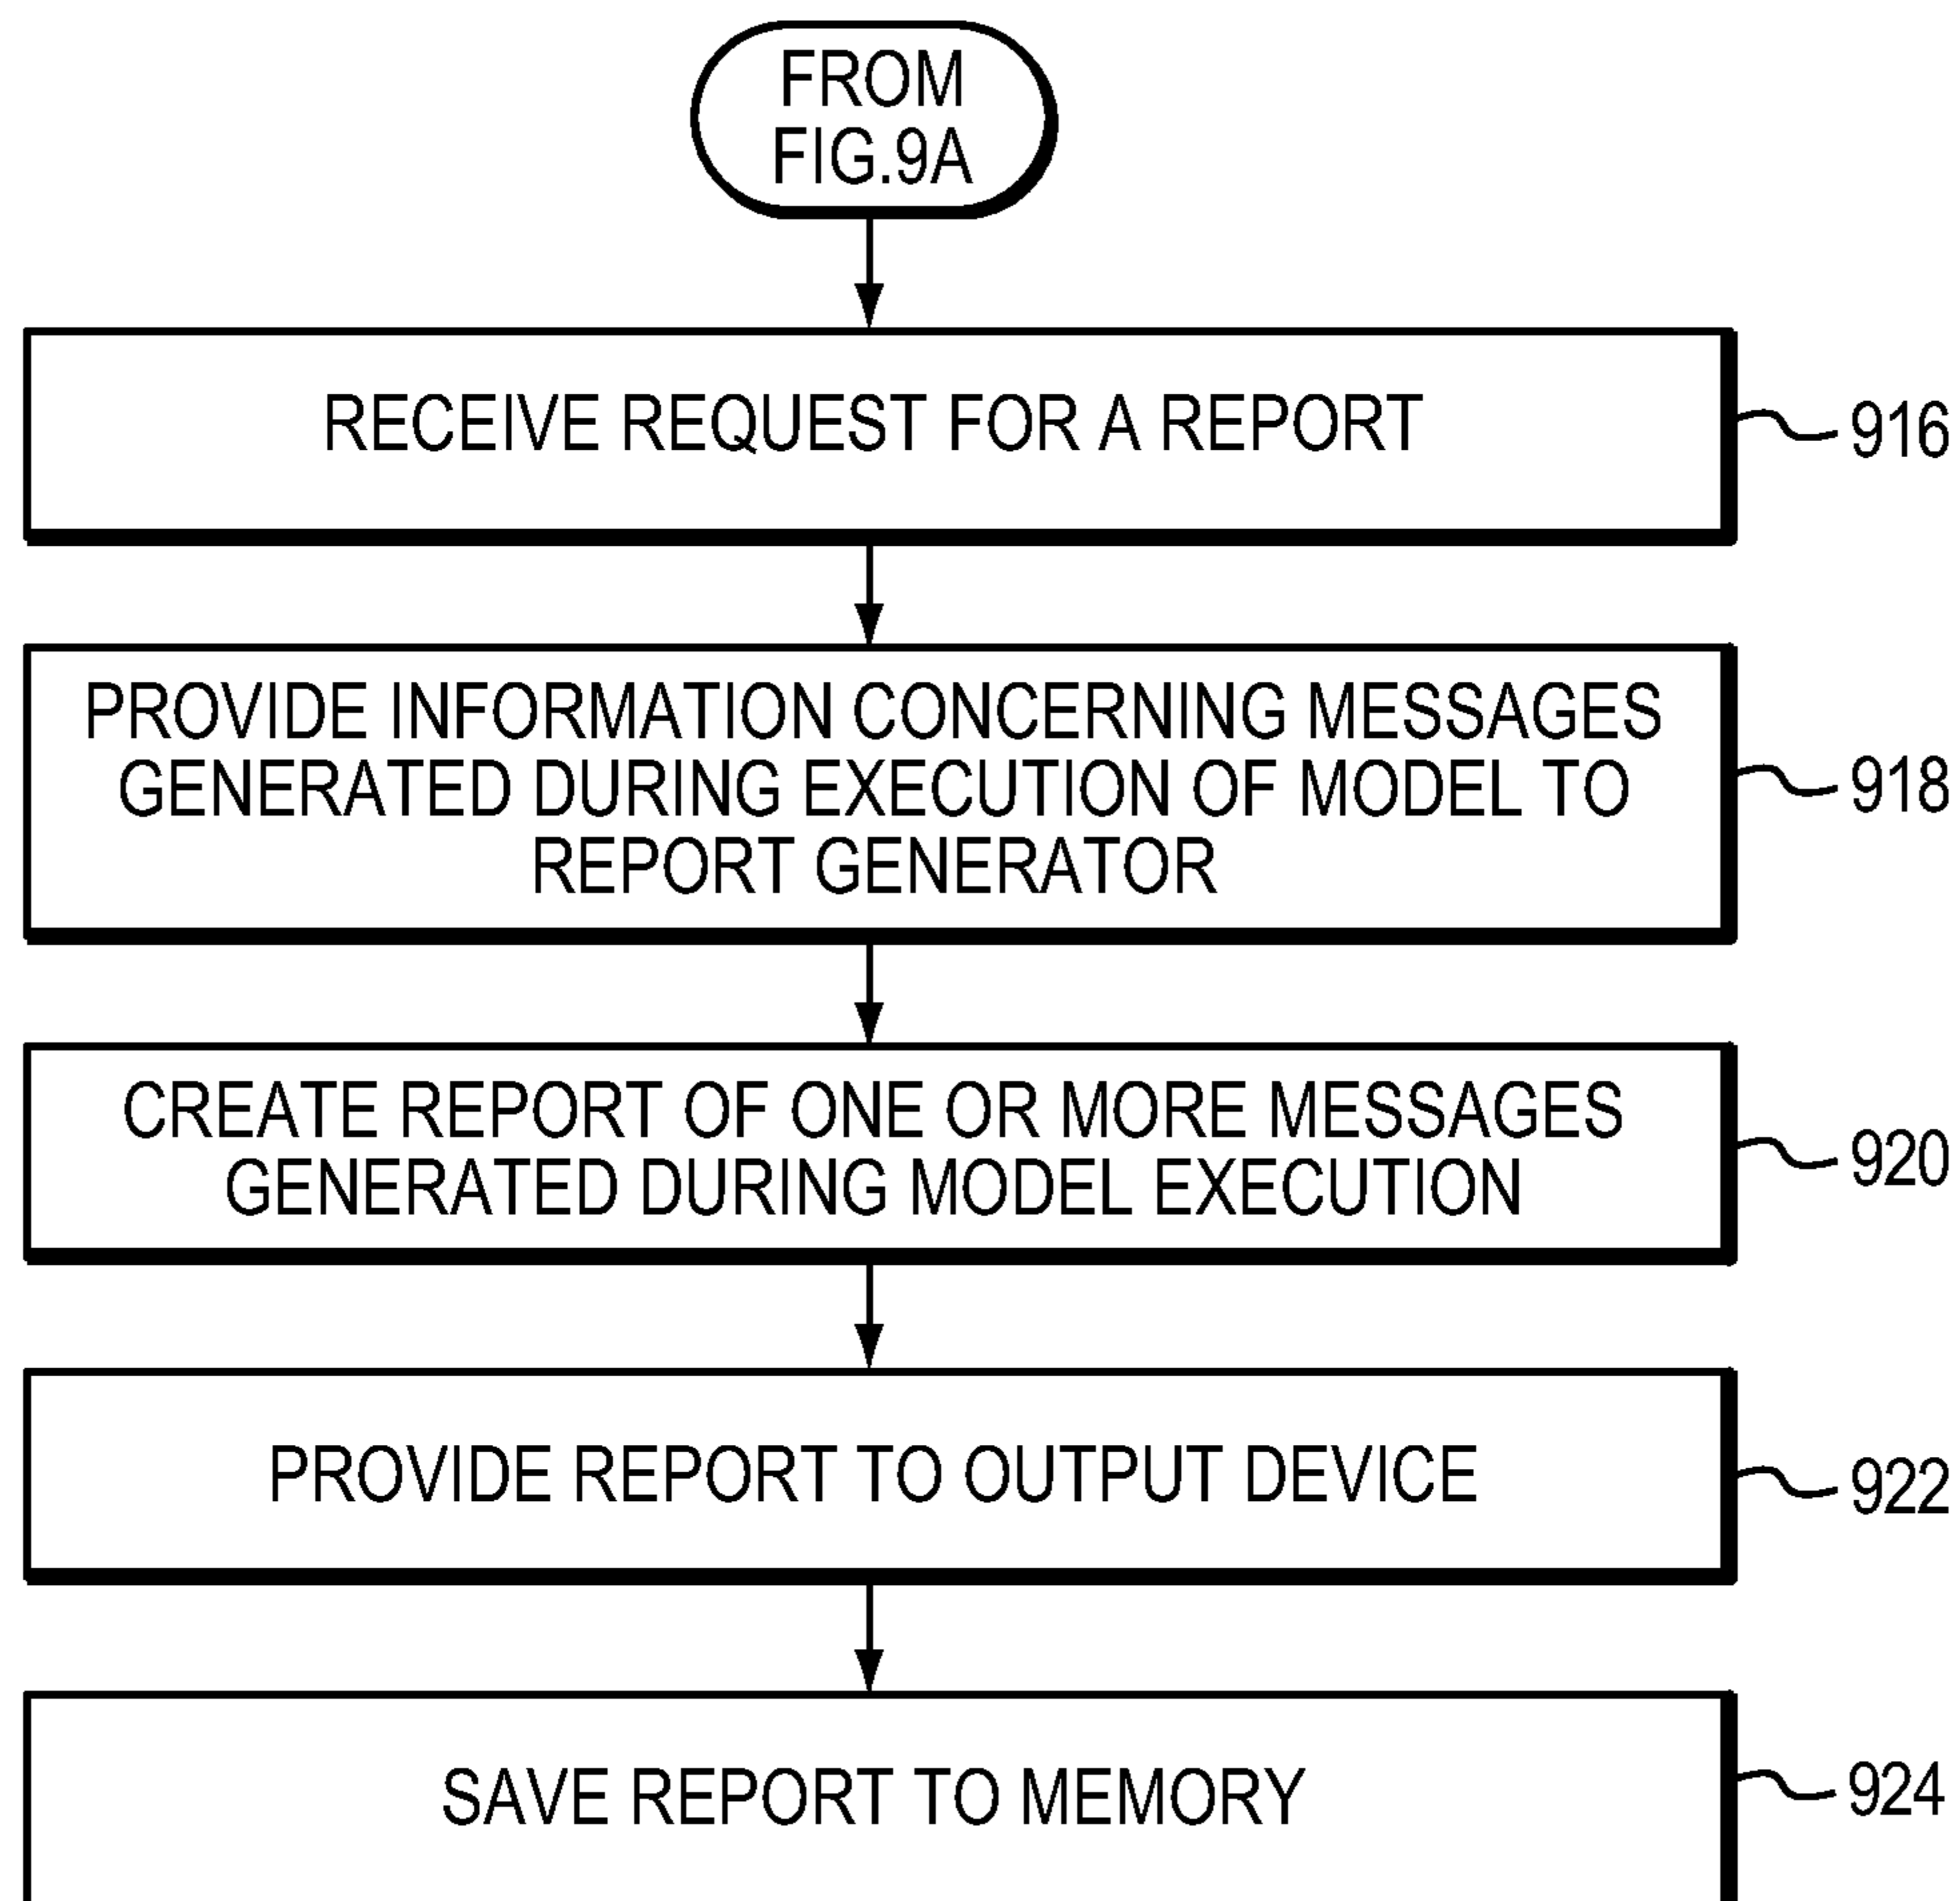 FROM
FIG.9A
RECEIVE REQUEST FOR A REPORT
916
PROVIDE INFORMATION CONCERNING MESSAGES
GENERATED DURING EXECUTION OF MODEL TO
REPORT GENERATOR
918
CREATE REPORT OF ONE OR MORE MESSAGES
GENERATED DURING MODEL EXECUTION
920
PROVIDE REPORT TO OUTPUT DEVICE
922
SAVE REPORT TO MEMORY
924